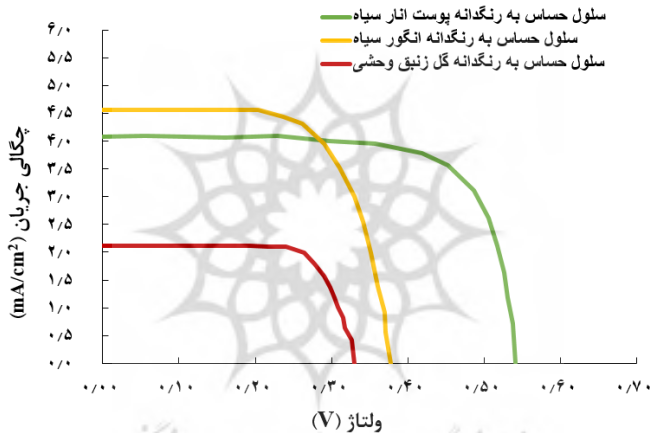 سلول حساس به رنگدانه پوست انار سیاه
سلول حساس به رنگدانه انگور سیاه
سلول حساس به رنگدانه گل زنبق وحشی
۶٫۰
۵٫۵
۵٫۰
۴٫۵
۴٫۰
۳٫۵
۳٫۰
۲٫۵
۲٫۰
۱٫۵
۱٫۰
۰٫۵
۰٫۰
چگالی جریان (mA/cm²)
۰٫۰۰ ۰٫۱۰ ۰٫۲۰ ۰٫۳۰ ۰٫۴۰ ۰٫۵۰ ۰٫۶۰ ۰٫۷۰
ولتاژ (V)